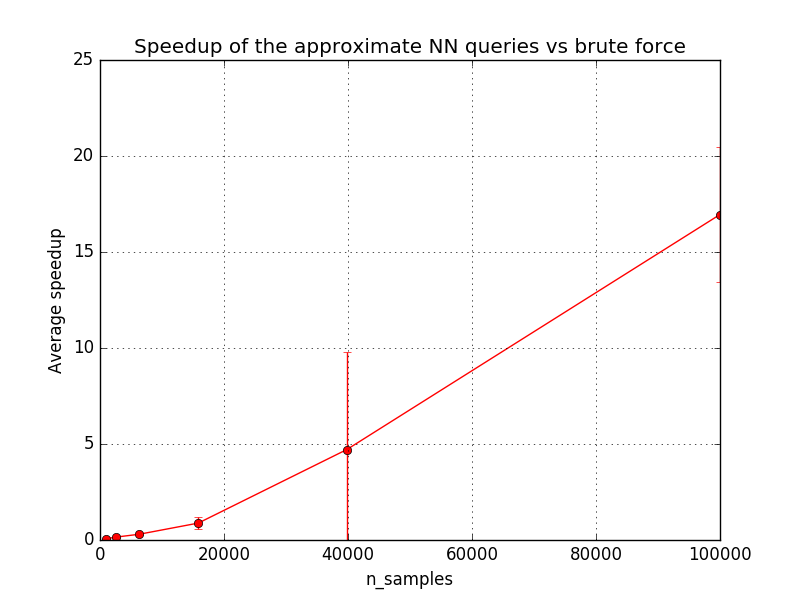 Speedup of the approximate NN queries vs brute force
25
20
15
10
5
0
Average speedup
0 20000 40000 60000 80000 100000
n_samples